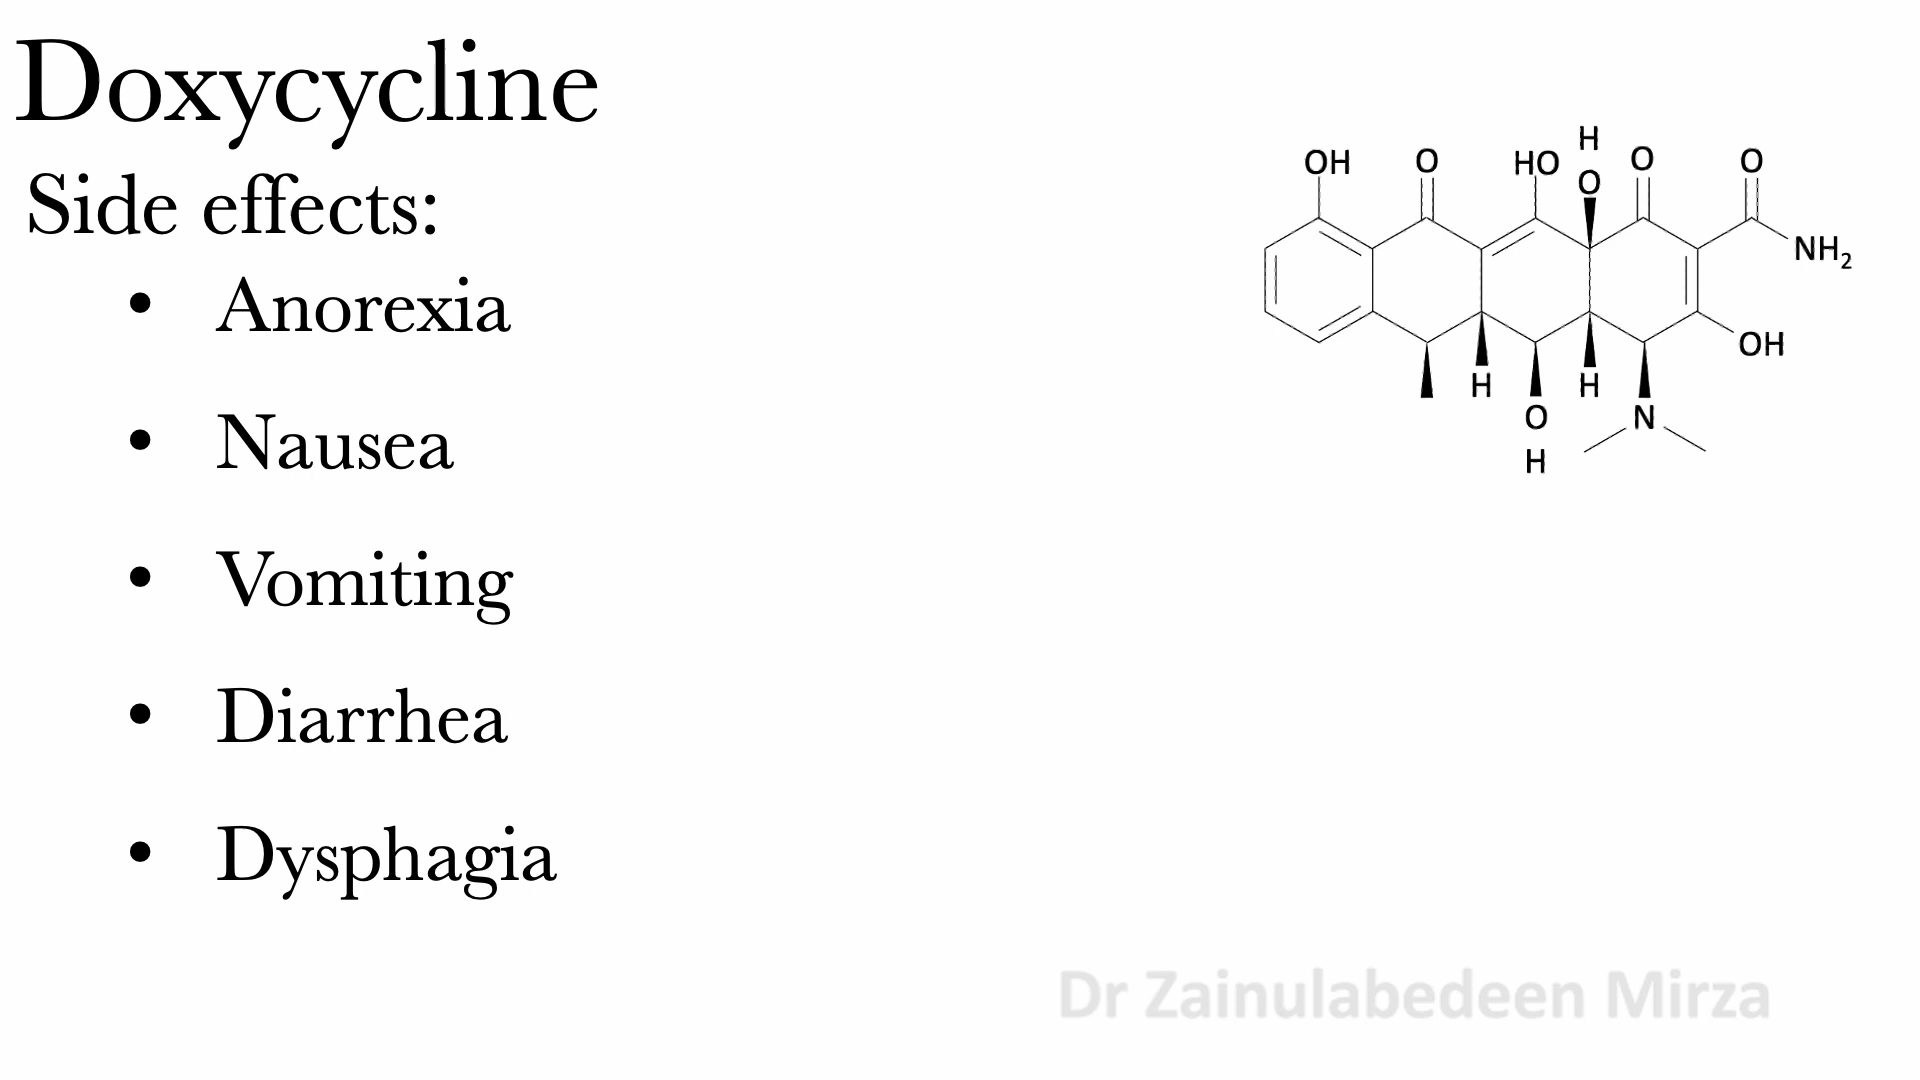 Doxycycline
Side effects:
• Anorexia
• Nausea
• Vomiting
• Diarrhea
• Dysphagia
OH O HO H O O O
NH2
OH
H H N
O
H
Dr Zainulabedeen Mirza